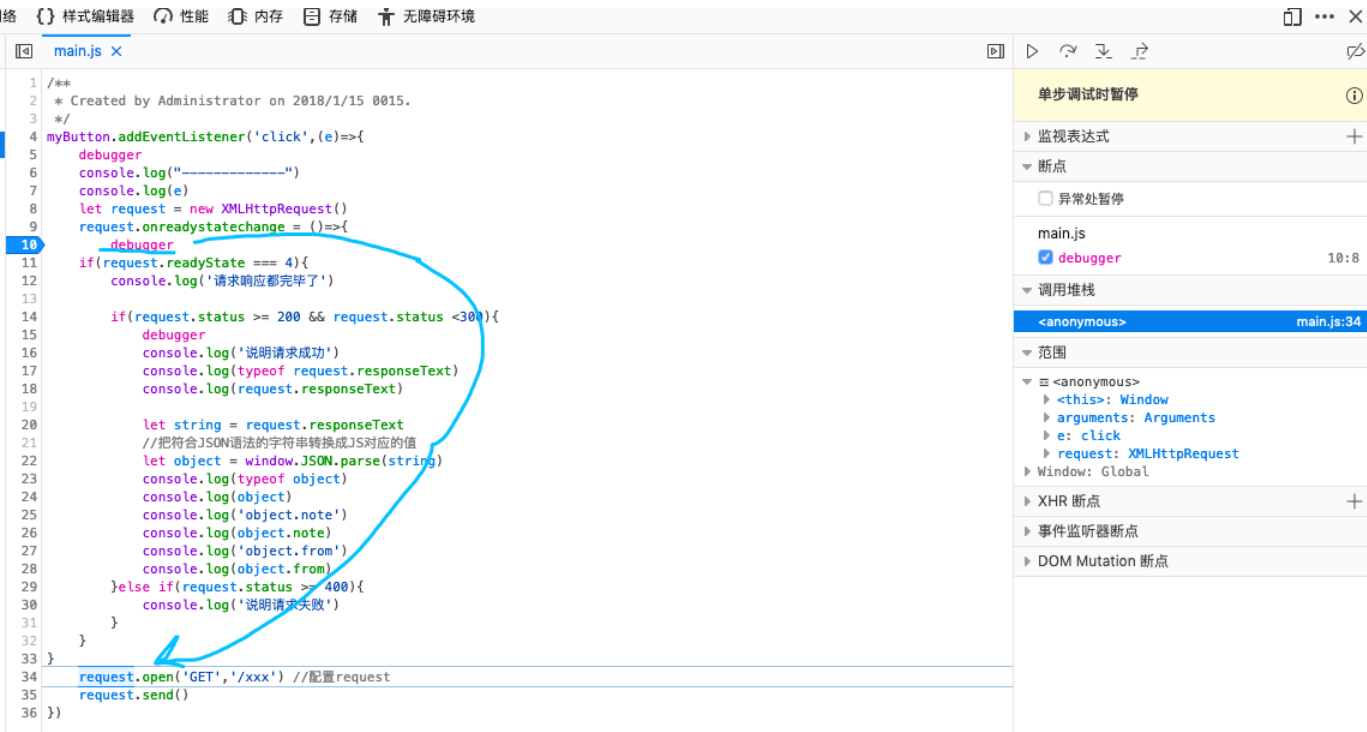 络 {} 样式编辑器 性能 内存 存储 无障碍环境
main.js ×
1 /**
2 * Created by Administrator on 2018/1/15 0015.
3 */
4 myButton.addEventListener('click',(e)=>{
5 debugger
6 console.log("-------------")
7 console.log(e)
8 let request = new XMLHttpRequest()
9 request.onreadystatechange = ()=>{
10 debugger
11 if(request.readyState === 4){
12 console.log('请求响应都完毕了')
13
14 if(request.status >= 200 && request.status <300){
15 debugger
16 console.log('说明请求成功')
17 console.log(typeof request.responseText)
18 console.log(request.responseText)
19
20 let string = request.responseText
21 //把符合JSON语法的字符串转换成JS对应的值
22 let object = window.JSON.parse(string)
23 console.log(typeof object)
24 console.log(object)
25 console.log('object.note')
26 console.log(object.note)
27 console.log('object.from')
28 console.log(object.from)
29 }else if(request.status >= 400){
30 console.log('说明请求失败')
31 }
32 }
33 }
34 request.open('GET','/xxx') //配置request
35 request.send()
36 })
单步调试时暂停
监视表达式
断点
异常处暂停
main.js
debugger 10:8
调用堆栈
<anonymous> main.js:34
范围
<anonymous>
<this>: Window
arguments: Arguments
e: click
request: XMLHttpRequest
Window: Global
XHR 断点
事件监听器断点
DOM Mutation 断点